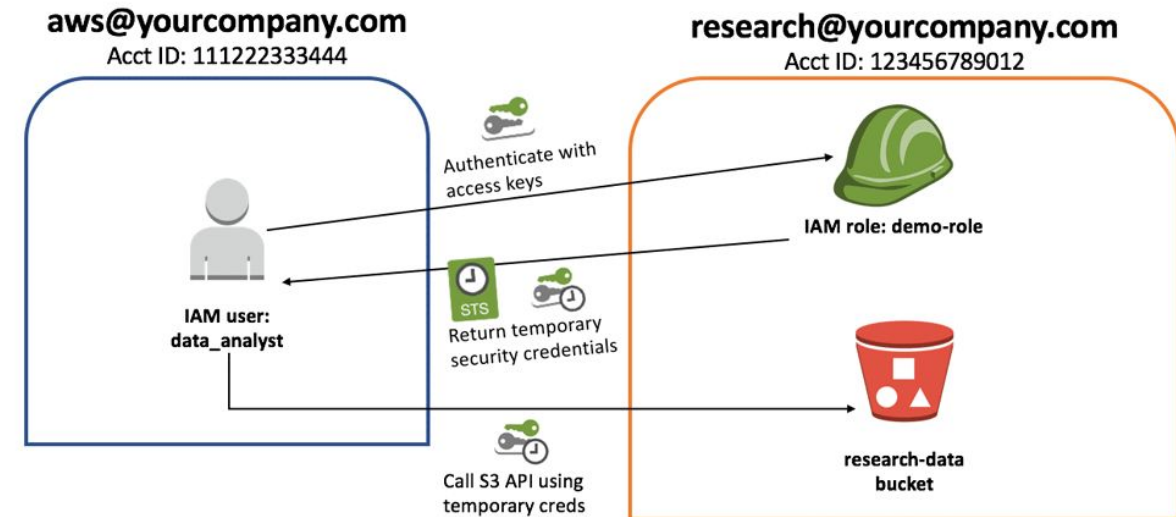 aws@yourcompany.com
Acct ID: 111222333444
research@yourcompany.com
Acct ID: 123456789012
Authenticate with
access keys
IAM role: demo-role
IAM user:
data_analyst
STS
Return temporary
security credentials
research-data
bucket
Call S3 API using
temporary creds